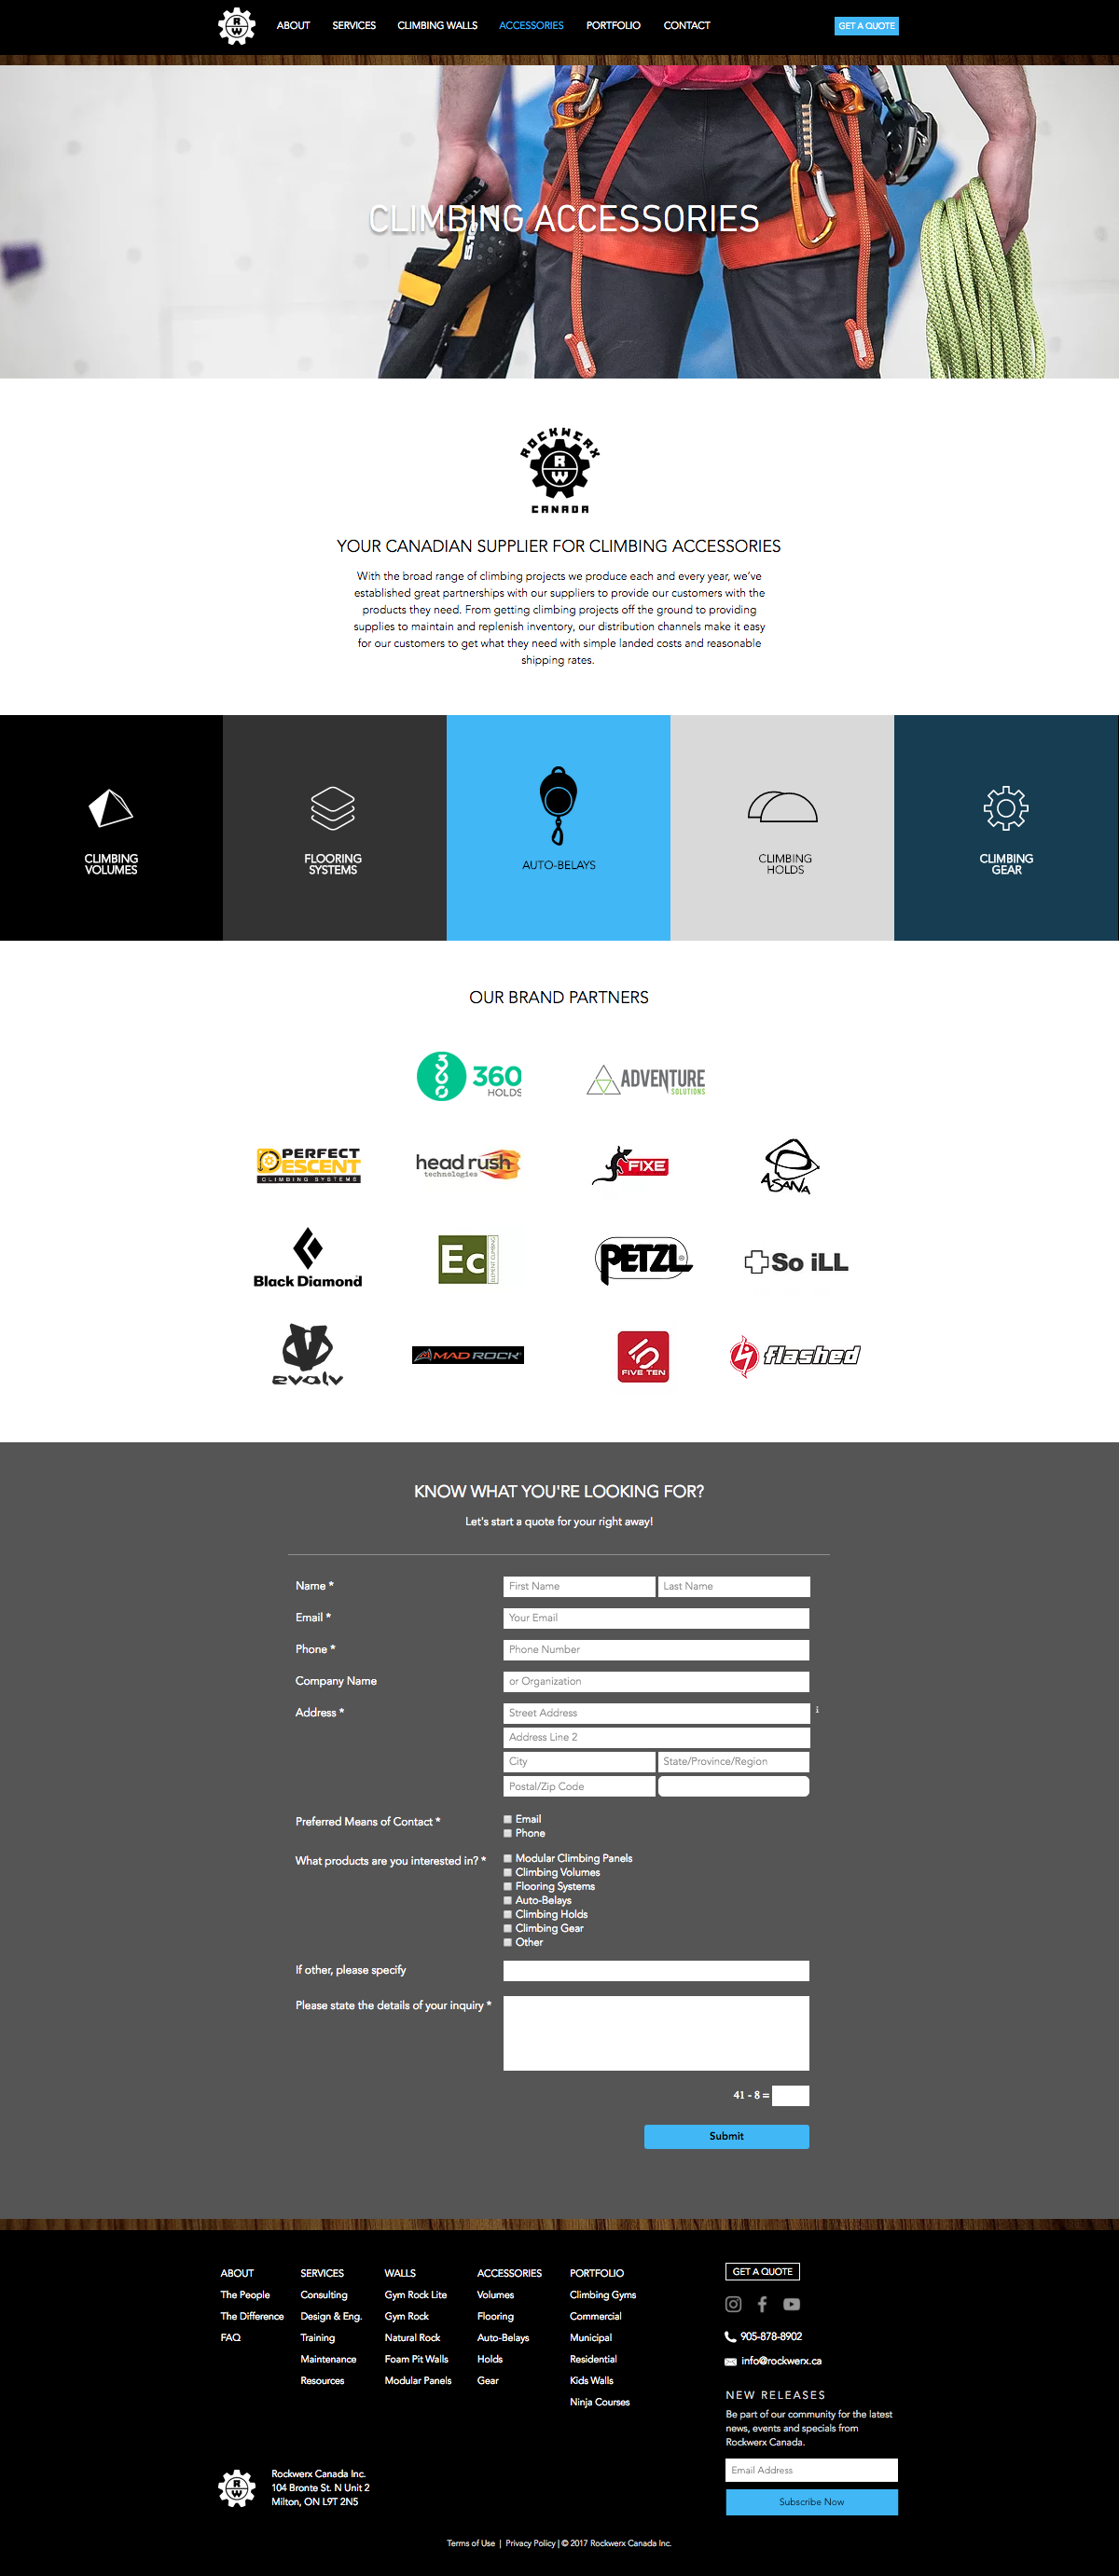 RW
ABOUT SERVICES CLIMBING WALLS ACCESSORIES PORTFOLIO CONTACT GET A QUOTE
CLIMBING ACCESSORIES
5.10
ROCKWERX
RW
CANADA
YOUR CANADIAN SUPPLIER FOR CLIMBING ACCESSORIES
With the broad range of climbing projects we produce each and every year, we've
established great partnerships with our suppliers to provide our customers with the
products they need. From getting climbing projects off the ground to providing
supplies to maintain and replenish inventory, our distribution channels make it easy
for our customers to get what they need with simple landed costs and reasonable
shipping rates.
CLIMBING
VOLUMES
FLOORING
SYSTEMS
AUTO-BELAYS
CLIMBING
HOLDS
CLIMBING
GEAR
OUR BRAND PARTNERS
360 360
HOLDS
ADVENTURE
SOLUTIONS
PERFECT
DESCENT
CLIMBING SYSTEMS
head rush
technologies
FIXE
ASANA
Black Diamond
Ec ELEMENT CLIMBING
PETZL
So iLL
evolv
MAD ROCK
FIVE TEN
flashed
KNOW WHAT YOU'RE LOOKING FOR?
Let's start a quote for your right away!
Name * First Name Last Name
Email * Your Email
Phone * Phone Number
Company Name or Organization
Address * Street Address i
Address Line 2
City State/Province/Region
Postal/Zip Code
Preferred Means of Contact * Email
Phone
What products are you interested in? * Modular Climbing Panels
Climbing Volumes
Flooring Systems
Auto-Belays
Climbing Holds
Climbing Gear
Other
If other, please specify
Please state the details of your inquiry *
41 - 8 =
Submit
ABOUT
The People
The Difference
FAQ
SERVICES
Consulting
Design & Eng.
Training
Maintenance
Resources
WALLS
Gym Rock Lite
Gym Rock
Natural Rock
Foam Pit Walls
Modular Panels
ACCESSORIES
Volumes
Flooring
Auto-Belays
Holds
Gear
PORTFOLIO
Climbing Gyms
Commercial
Municipal
Residential
Kids Walls
Ninja Courses
GET A QUOTE
905-878-8902
info@rockwerx.ca
NEW RELEASES
Be part of our community for the latest
news, events and specials from
Rockwerx Canada.
Email Address
Subscribe Now
RW
Rockwerx Canada Inc.
104 Bronte St. N Unit 2
Milton, ON L9T 2N5
Terms of Use | Privacy Policy | © 2017 Rockwerx Canada Inc.